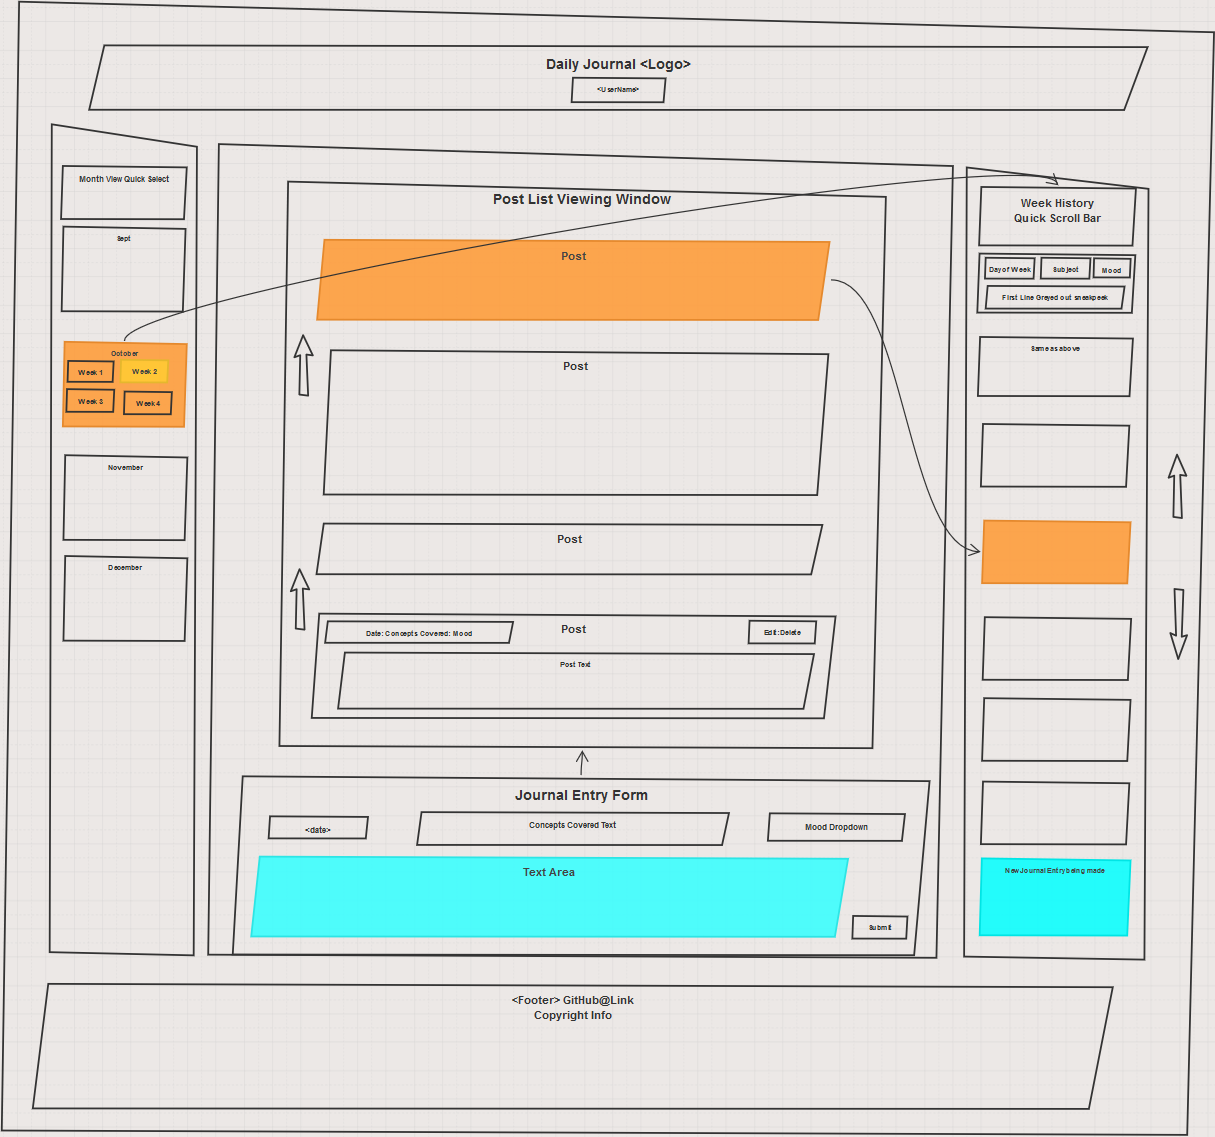 Daily Journal <Logo>
<UserName>
Month View Quick Select
Sept
October
Week 1
Week 2
Week 3
Week 4
November
December
Post List Viewing Window
Post
Post
Post
Post
Date: Concepts Covered: Mood
Edit:Delete
Post Text
Journal Entry Form
<date>
Concepts Covered Text
Mood Dropdown
Text Area
Submit
Week History
Quick Scroll Bar
Day of Week
Subject
Mood
First Line Greyed out sneakpeek
Same as above
New Journal Entry being made
<Footer> GitHub@Link
Copyright Info